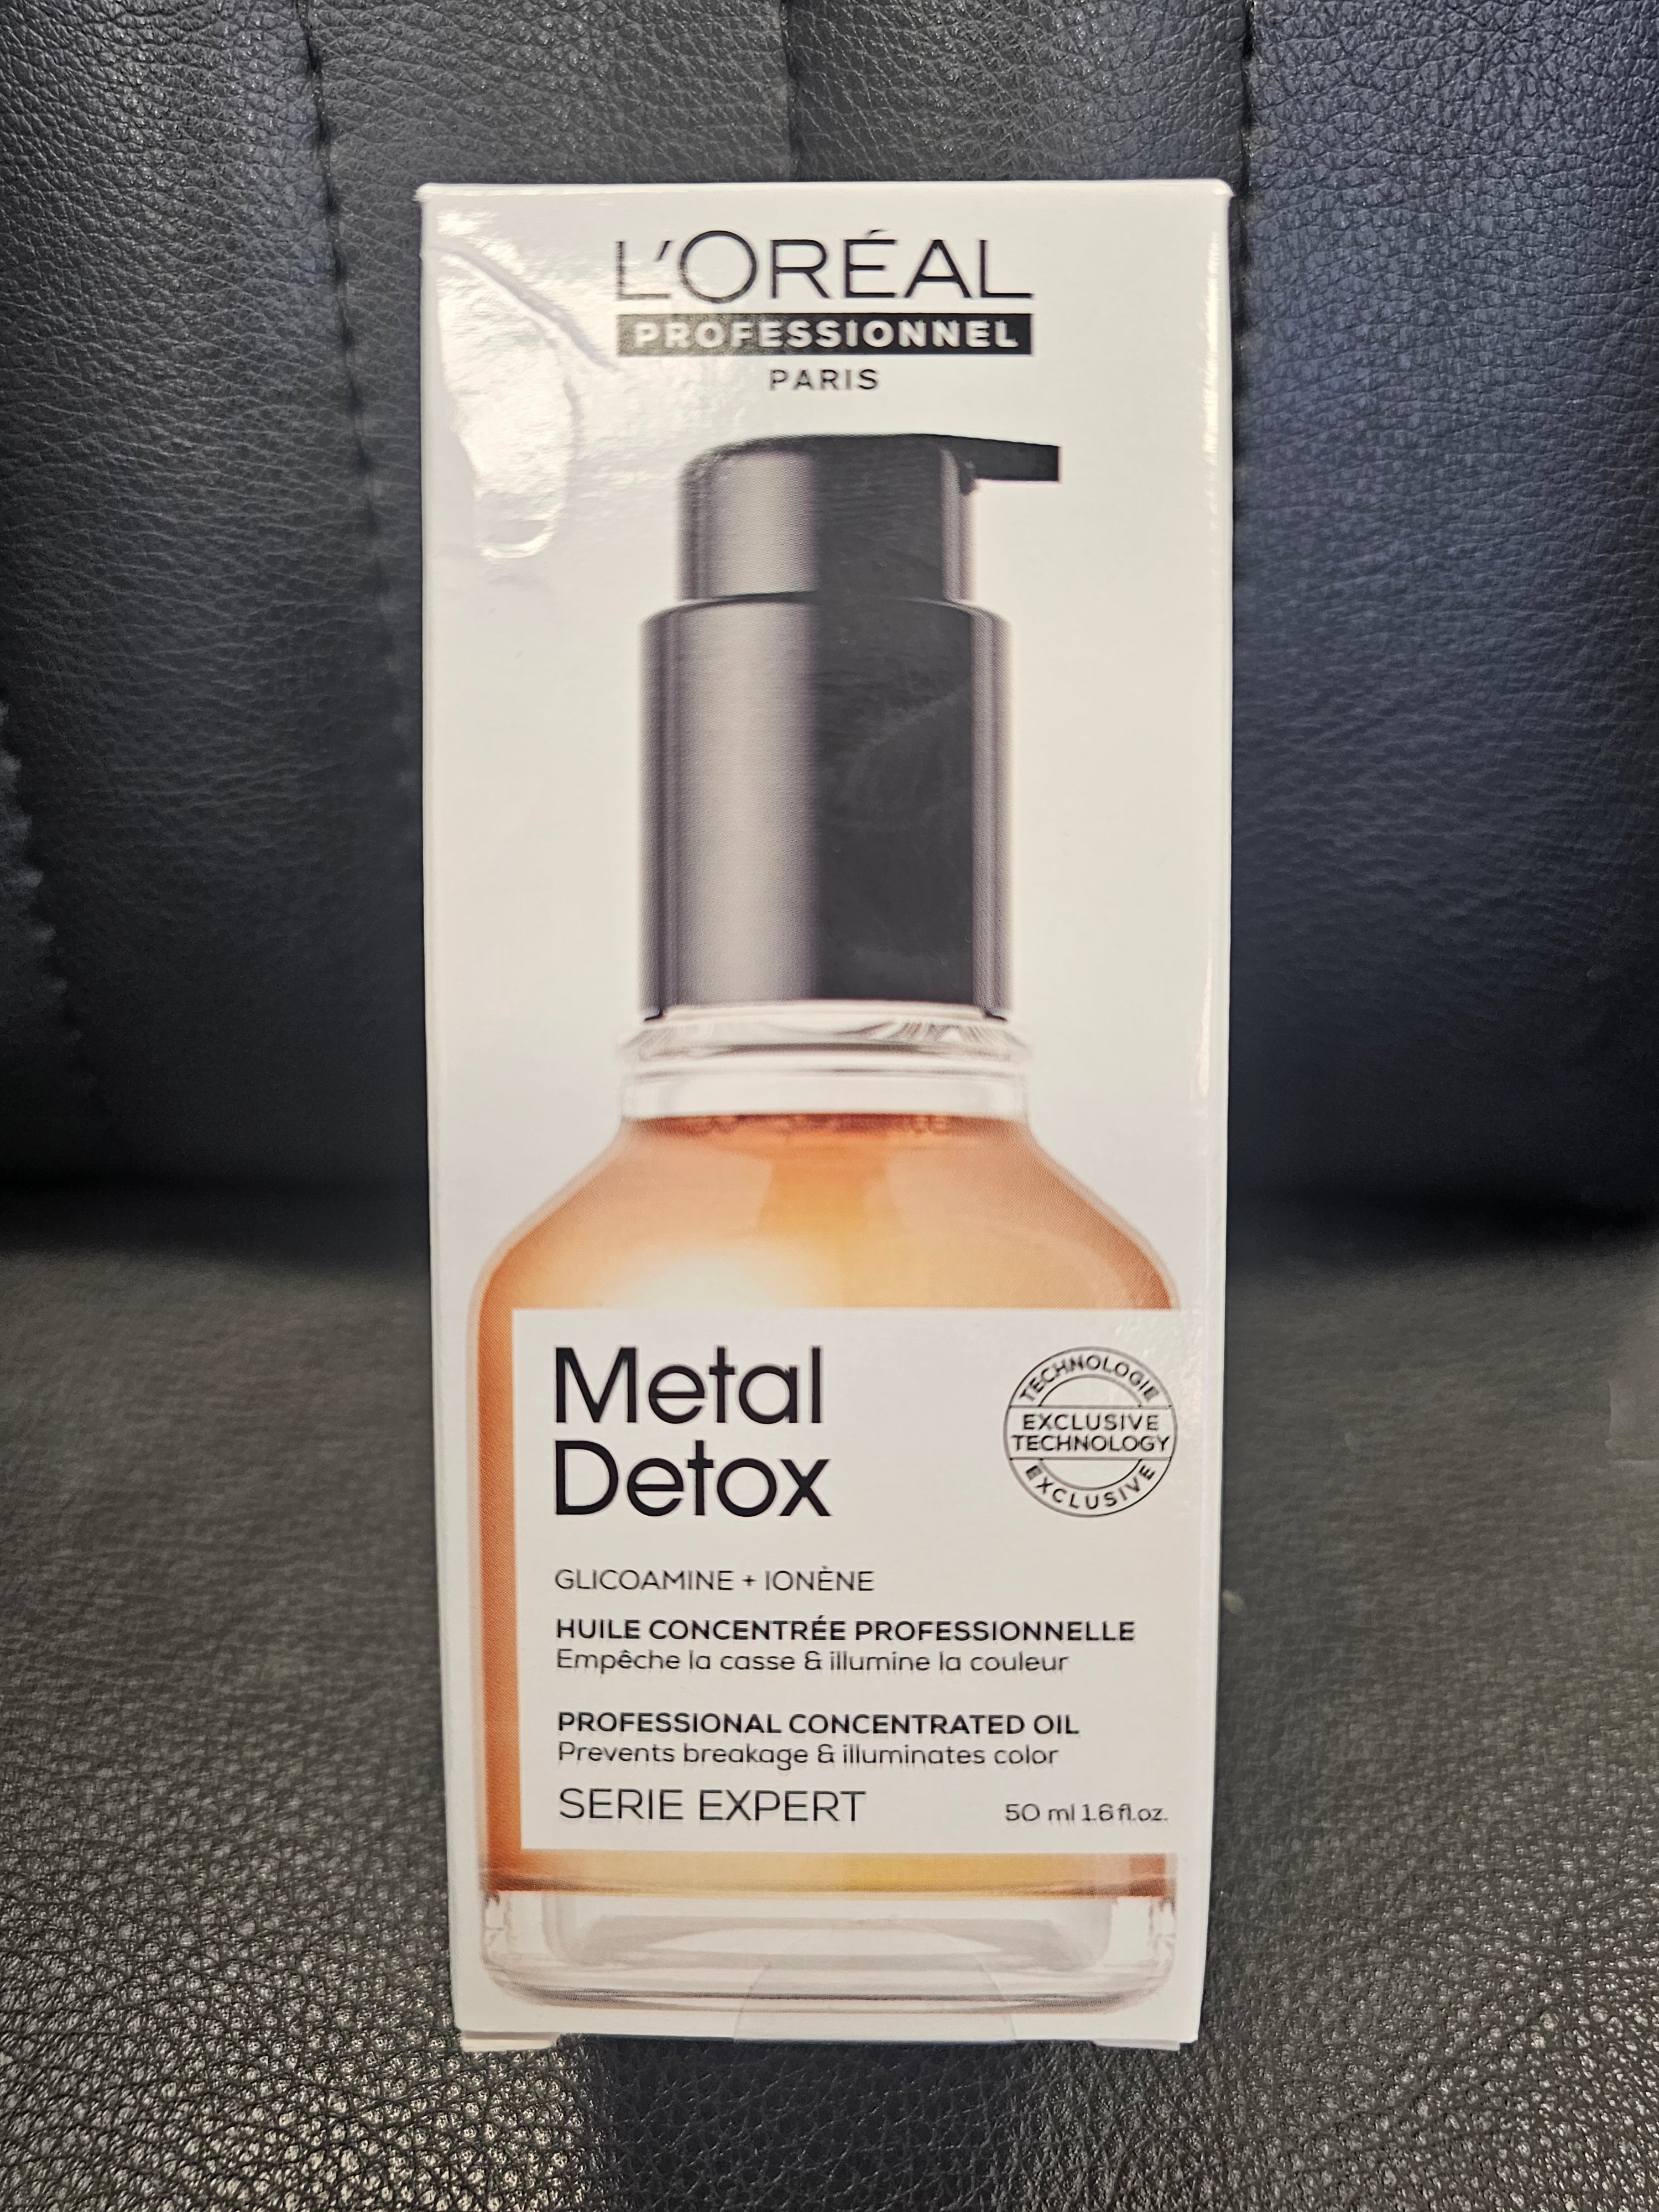 L'ORÉAL
PROFESSIONNEL
PARIS
Metal
Detox
TECHNOLOGIE
EXCLUSIVE
TECHNOLOGY
EXCLUSIVE
GLICOAMINE + IONÈNE
HUILE CONCENTRÉE PROFESSIONNELLE
Empêche la casse & illumine la couleur
PROFESSIONAL CONCENTRATED OIL
Prevents breakage & illuminates color
SERIE EXPERT
50 ml 1.6 fl.oz.